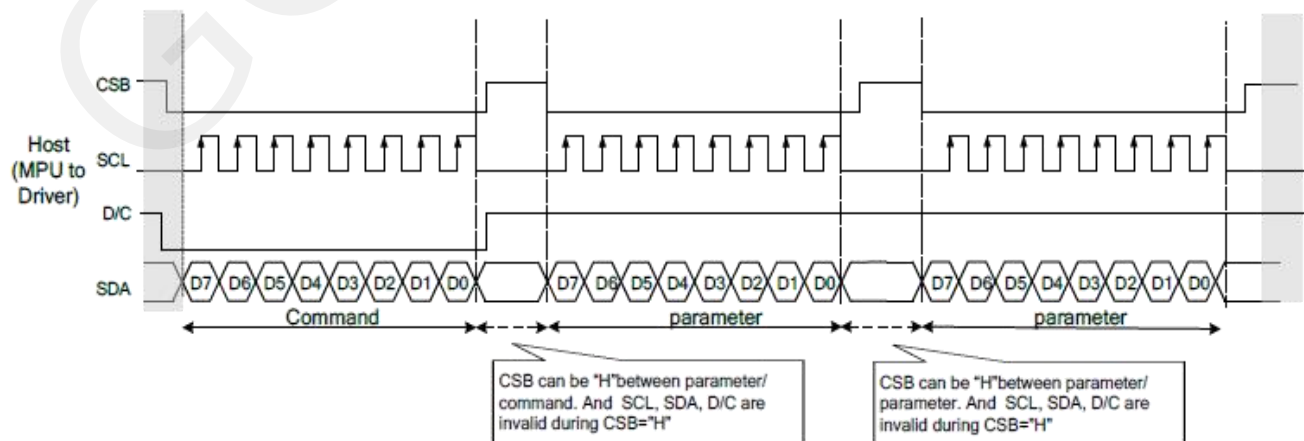 CSB
Host
(MPU to
Driver)
SCL
D/C
SDA
D7 D6 D5 D4 D3 D2 D1 D0
D7 D6 D5 D4 D3 D2 D1 D0
D7 D6 D5 D4 D3 D2 D1 D0
Command
parameter
parameter
CSB can be "H"between parameter/
command. And SCL, SDA, D/C are
invalid during CSB="H"
CSB can be "H"between parameter/
parameter. And SCL, SDA, D/C are
invalid during CSB="H"